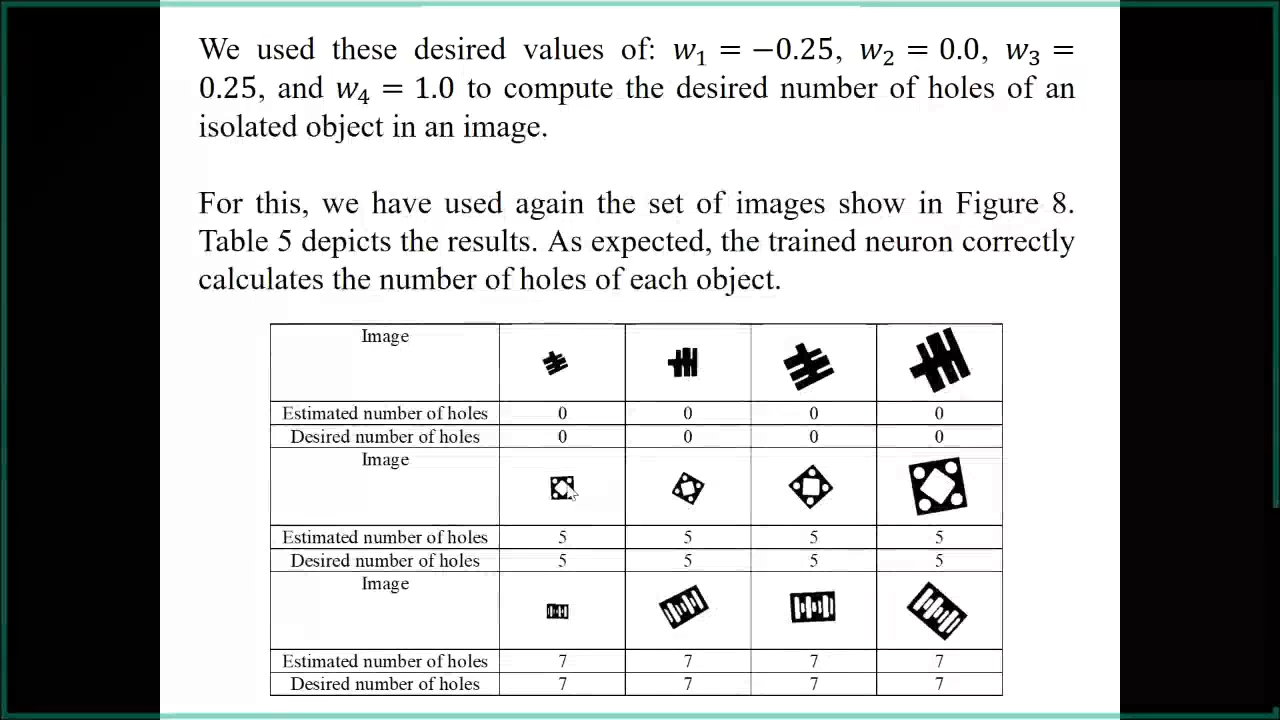 We used these desired values of: w₁ = −0.25, w₂ = 0.0, w₃ =
0.25, and w₄ = 1.0 to compute the desired number of holes of an
isolated object in an image.
For this, we have used again the set of images show in Figure 8.
Table 5 depicts the results. As expected, the trained neuron correctly
calculates the number of holes of each object.
Image
Estimated number of holes 0 0 0 0
Desired number of holes 0 0 0 0
Image
Estimated number of holes 5 5 5 5
Desired number of holes 5 5 5 5
Image
Estimated number of holes 7 7 7 7
Desired number of holes 7 7 7 7